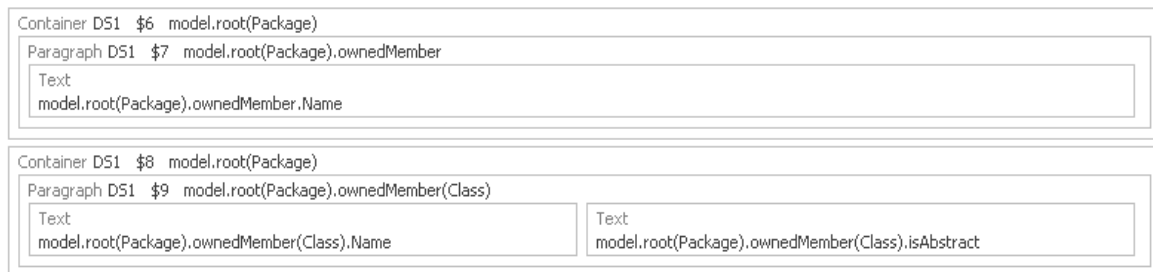 Container DS1 $6 model.root(Package)
Paragraph DS1 $7 model.root(Package).ownedMember
Text
model.root(Package).ownedMember.Name
Container DS1 $8 model.root(Package)
Paragraph DS1 $9 model.root(Package).ownedMember(Class)
Text
model.root(Package).ownedMember(Class).Name
Text
model.root(Package).ownedMember(Class).isAbstract